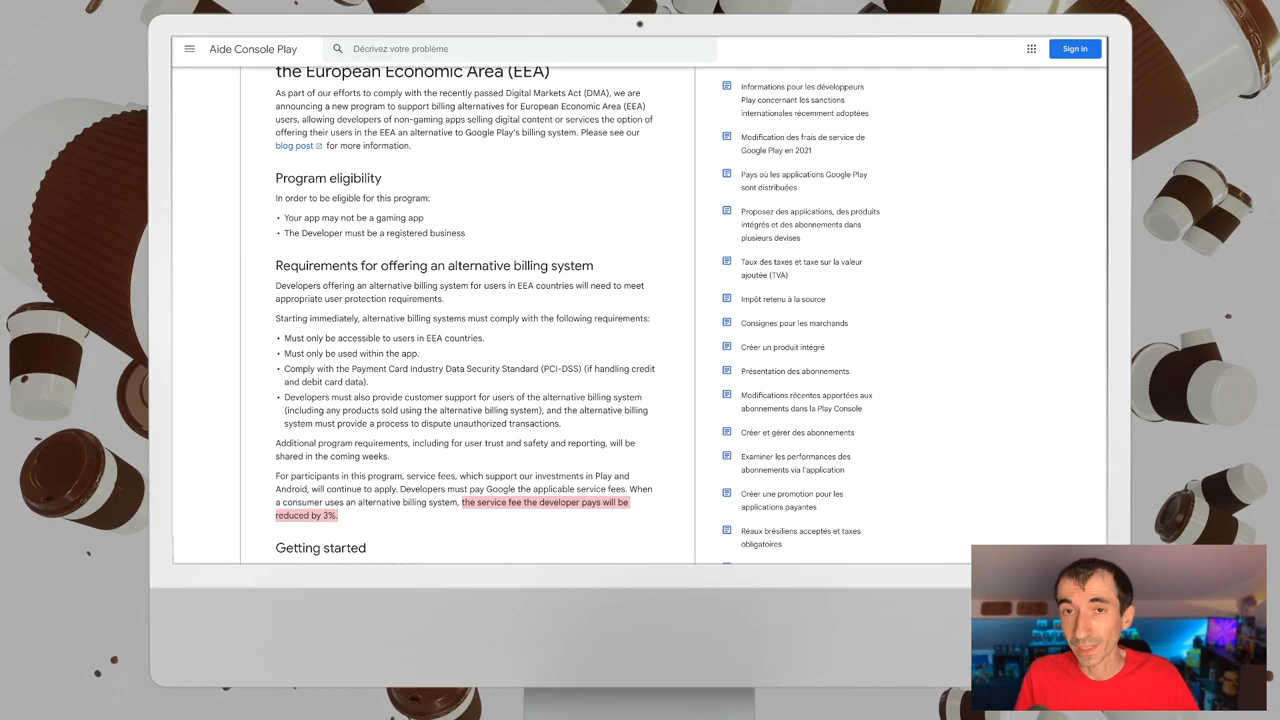 Aide Console Play
Décrivez votre problème
Sign in
the European Economic Area (EEA)
As part of our efforts to comply with the recently passed Digital Markets Act (DMA), we are
announcing a new program to support billing alternatives for European Economic Area (EEA)
users, allowing developers of non-gaming apps selling digital content or services the option of
offering their users in the EEA an alternative to Google Play's billing system. Please see our
blog post for more information.
Program eligibility
In order to be eligible for this program:
• Your app may not be a gaming app
• The Developer must be a registered business
Requirements for offering an alternative billing system
Developers offering an alternative billing system for users in EEA countries will need to meet
appropriate user protection requirements.
Starting immediately, alternative billing systems must comply with the following requirements:
• Must only be accessible to users in EEA countries.
• Must only be used within the app.
• Comply with the Payment Card Industry Data Security Standard (PCI-DSS) (if handling credit
and debit card data).
• Developers must also provide customer support for users of the alternative billing system
(including any products sold using the alternative billing system), and the alternative billing
system must provide a process to dispute unauthorized transactions.
Additional program requirements, including for user trust and safety and reporting, will be
shared in the coming weeks.
For participants in this program, service fees, which support our investments in Play and
Android, will continue to apply. Developers must pay Google the applicable service fees. When
a consumer uses an alternative billing system, the service fee the developer pays will be
reduced by 3%.
Getting started
Informations pour les développeurs
Play concernant les sanctions
internationales récemment adoptées
Modification des frais de service de
Google Play en 2021
Pays où les applications Google Play
sont distribuées
Proposez des applications, des produits
intégrés et des abonnements dans
plusieurs devises
Taux des taxes et taxe sur la valeur
ajoutée (TVA)
Impôt retenu à la source
Consignes pour les marchands
Créer un produit intégré
Présentation des abonnements
Modifications récentes apportées aux
abonnements dans la Play Console
Créer et gérer des abonnements
Examiner les performances des
abonnements via l'application
Créer une promotion pour les
applications payantes
Réaux brésiliens acceptés et taxes
obligatoires